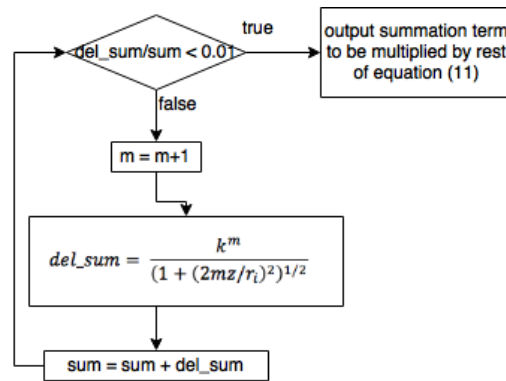 true
del_sum/sum < 0.01
output summation term
to be multiplied by rest
of equation (11)
false
m = m+1
del_sum = k^m / (1 + (2mz/r_i)^2)^{1/2}
sum = sum + del_sum